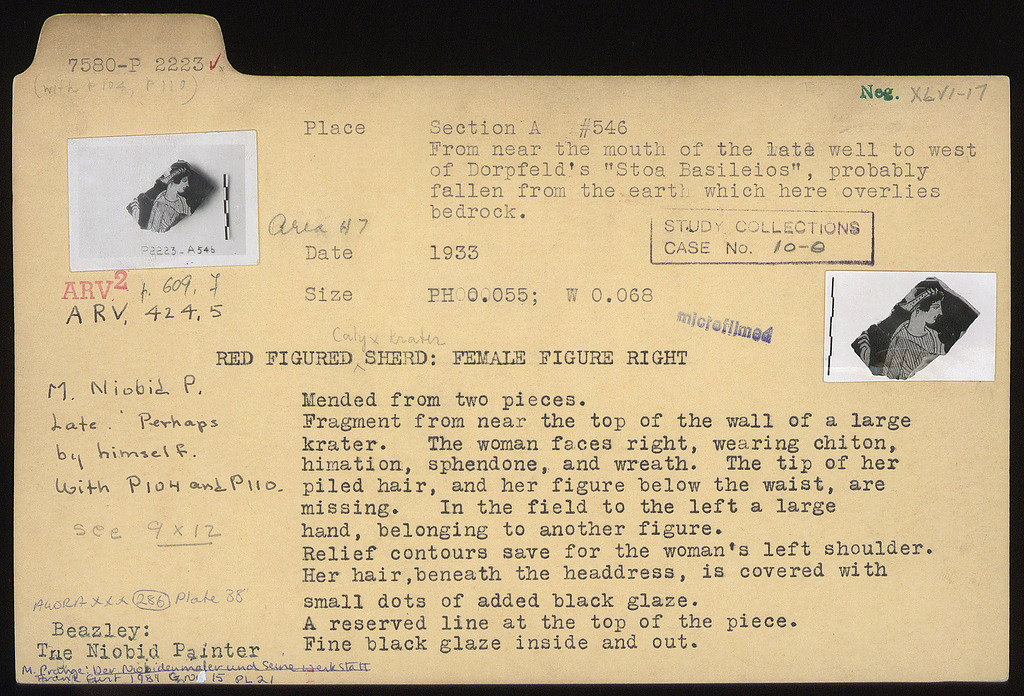 7580-P 2223 ✓x
(with P 104, P 110)
Neg. XLVI-17
Place Section A #546
From near the mouth of the late well to west
of Dorpfeld's "Stoa Basileios", probably
fallen from the earth which here overlies
bedrock.
Area H7
STUDY COLLECTIONS
CASE No. 10-0
Date 1933
P2223-A546
ARV2 p. 609, 7
ARV, 424, 5
Size PH 0.055; W 0.068
microfilmed
Calyx krater
RED FIGURED SHERD: FEMALE FIGURE RIGHT
M. Niobid P.
Late. Perhaps
by himself.
With P104 and P110.
see 9 x 12
Mended from two pieces.
Fragment from near the top of the wall of a large
krater. The woman faces right, wearing chiton,
himation, sphendone, and wreath. The tip of her
piled hair, and her figure below the waist, are
missing. In the field to the left a large
hand, belonging to another figure.
Relief contours save for the woman's left shoulder.
Her hair, beneath the headdress, is covered with
small dots of added black glaze.
A reserved line at the top of the piece.
Fine black glaze inside and out.
AGORA XXX 286 Plate 38
Beazley:
The Niobid Painter
M. Prange: Der Niobidenmaler und Seine Werkstatt
Frankfurt 1989 15 PL 21